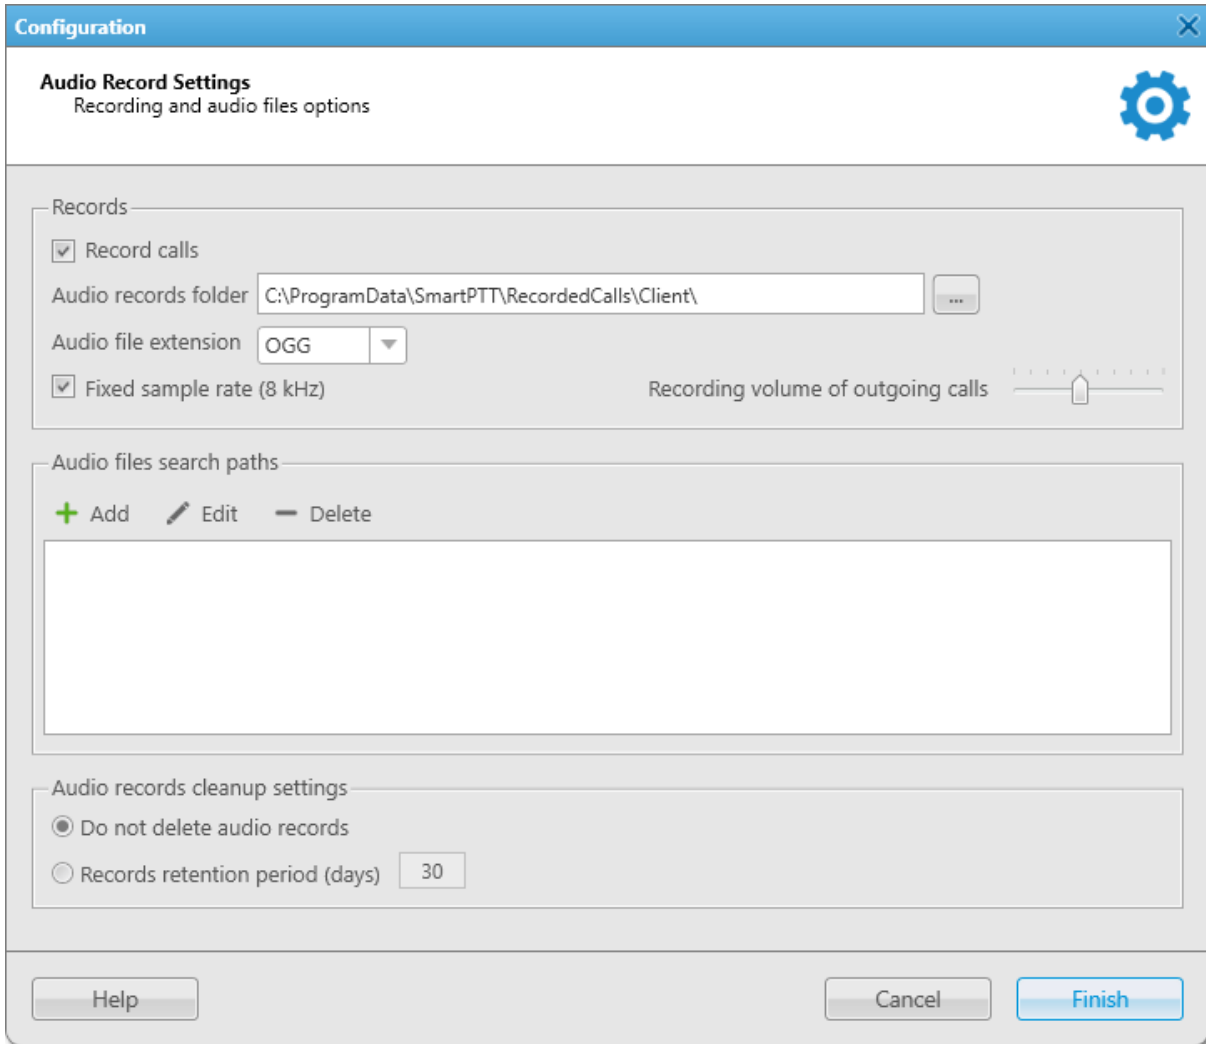 Configuration
Audio Record Settings
Recording and audio files options
Records
Record calls
Audio records folder C:\ProgramData\SmartPTT\RecordedCalls\Client\ ...
Audio file extension OGG
Fixed sample rate (8 kHz) Recording volume of outgoing calls
Audio files search paths
Add Edit Delete
Audio records cleanup settings
Do not delete audio records
Records retention period (days) 30
Help Cancel Finish